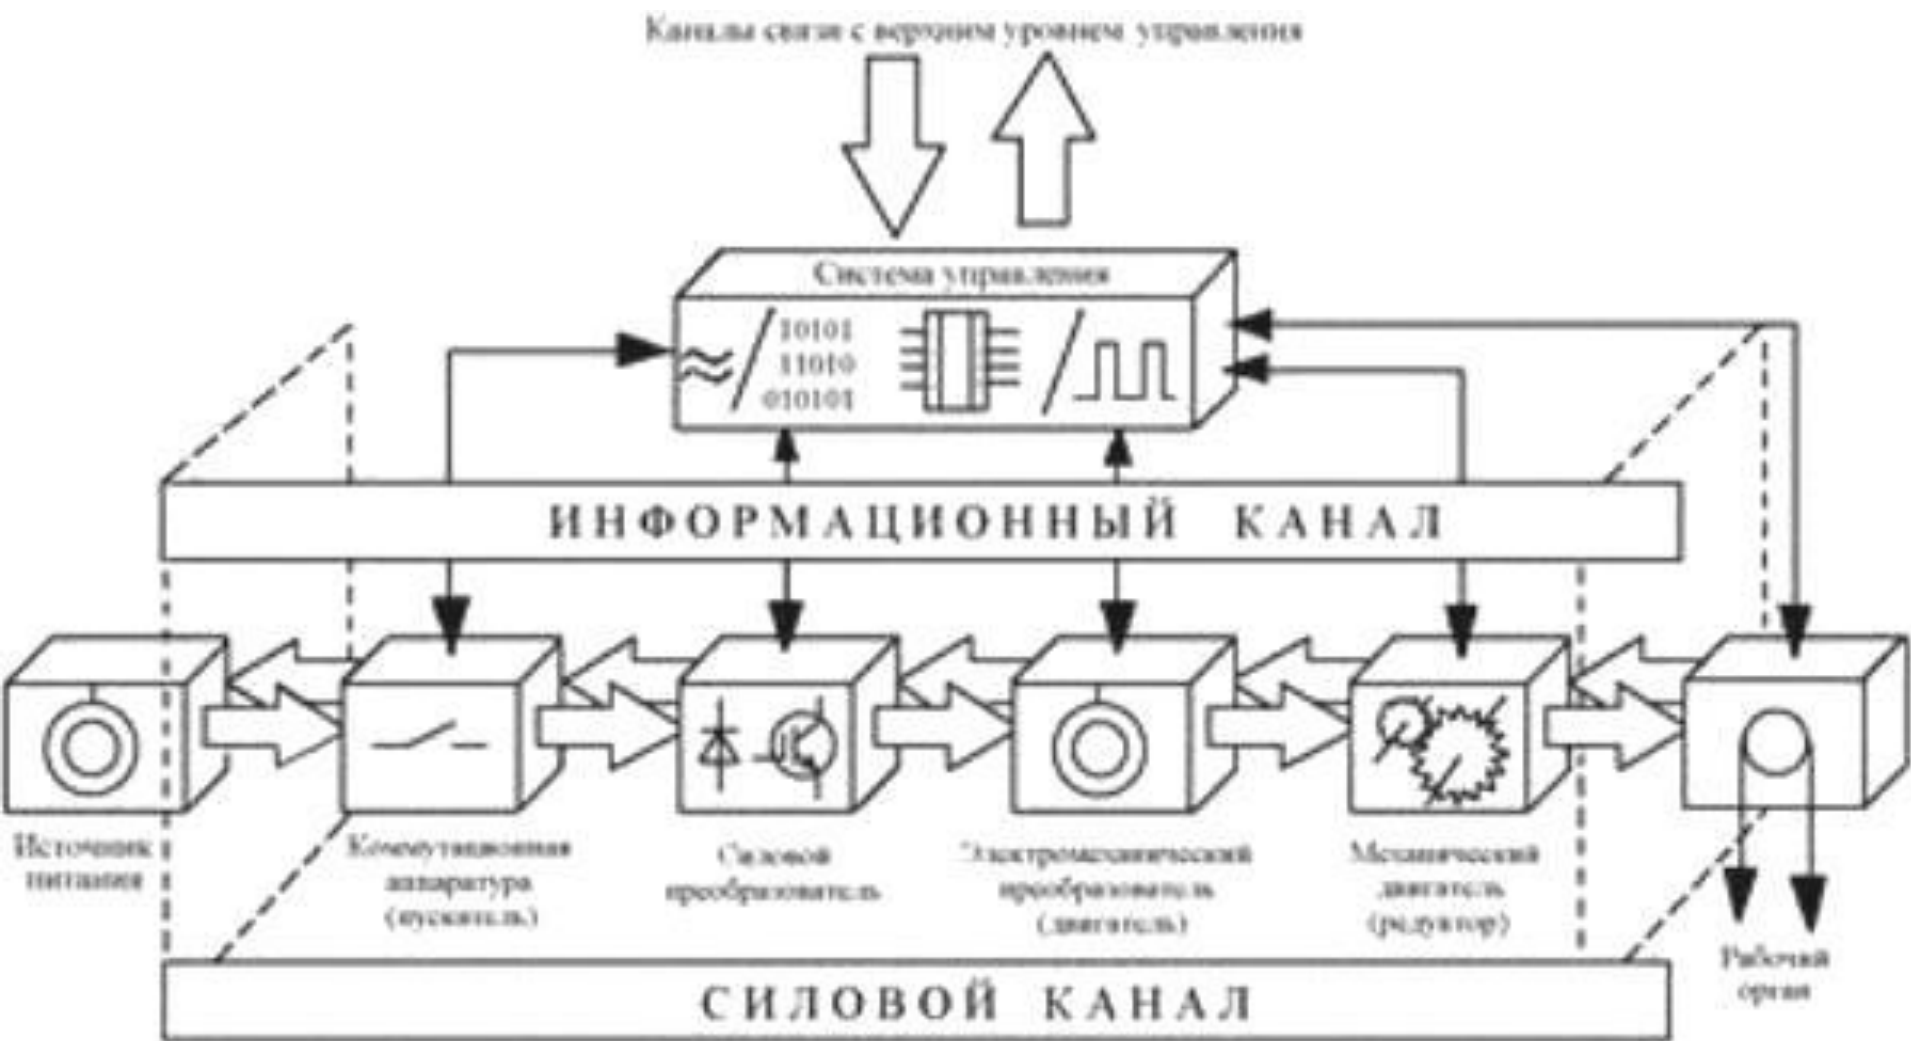 Каналы связи с верхним уровнем управления
Система управления
10101
11010
010101
ИНФОРМАЦИОННЫЙ КАНАЛ
Источник
питания
Коммутационная
аппаратура
(пускатель)
Силовой
преобразователь
Электромеханический
преобразователь
(двигатель)
Механический
двигатель
(редуктор)
Рабочий
орган
СИЛОВОЙ КАНАЛ